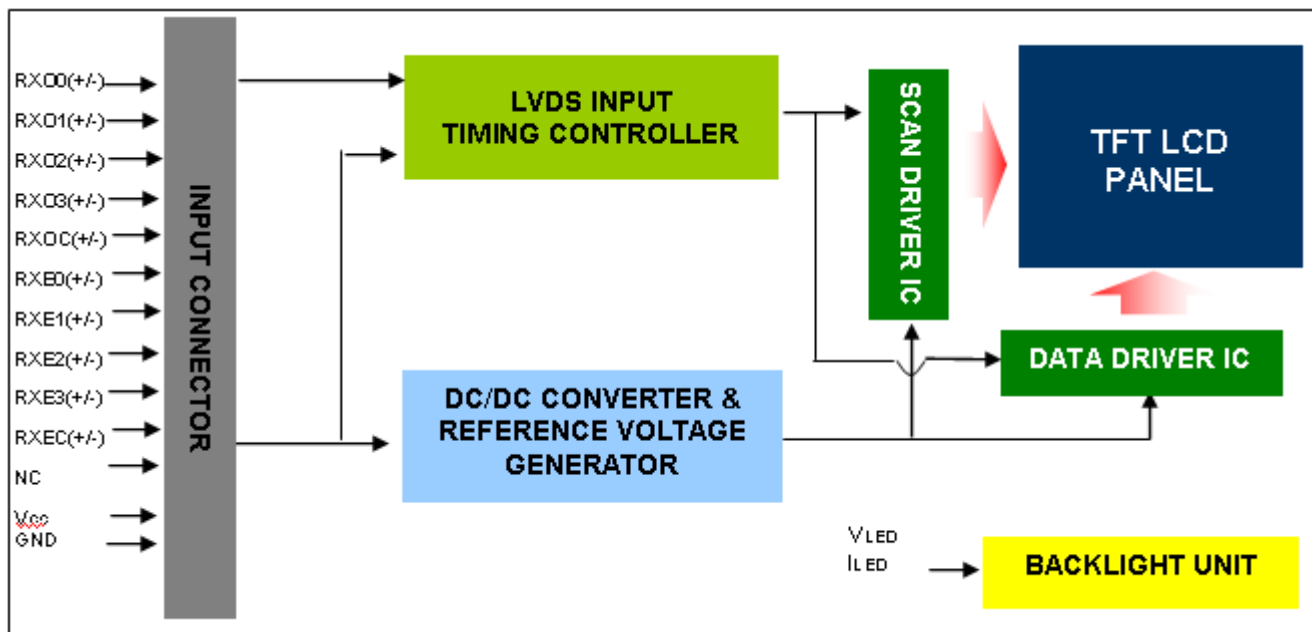 RXO0(+/-)
RXO1(+/-)
RXO2(+/-)
RXO3(+/-)
RXOC(+/-)
RXE0(+/-)
RXE1(+/-)
RXE2(+/-)
RXE3(+/-)
RXEC(+/-)
NC
Vcc
GND
INPUT CONNECTOR
LVDS INPUT
TIMING CONTROLLER
DC/DC CONVERTER &
REFERENCE VOLTAGE
GENERATOR
SCAN DRIVER IC
TFT LCD
PANEL
DATA DRIVER IC
VLED
ILED
BACKLIGHT UNIT